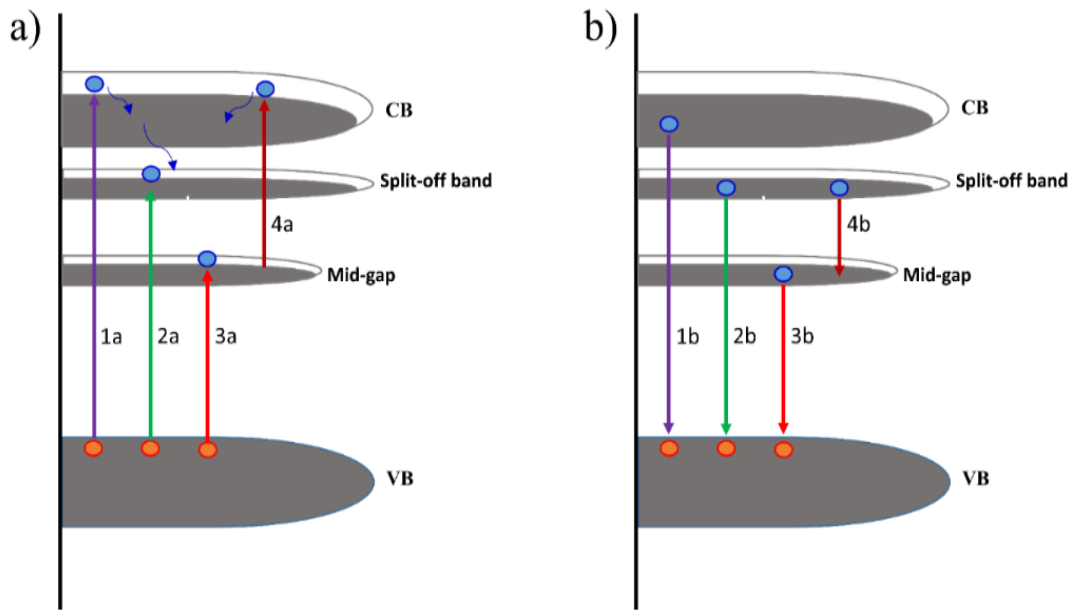 a)
CB
Split-off band
4a
Mid-gap
1a
2a
3a
VB
b)
CB
Split-off band
4b
Mid-gap
1b
2b
3b
VB